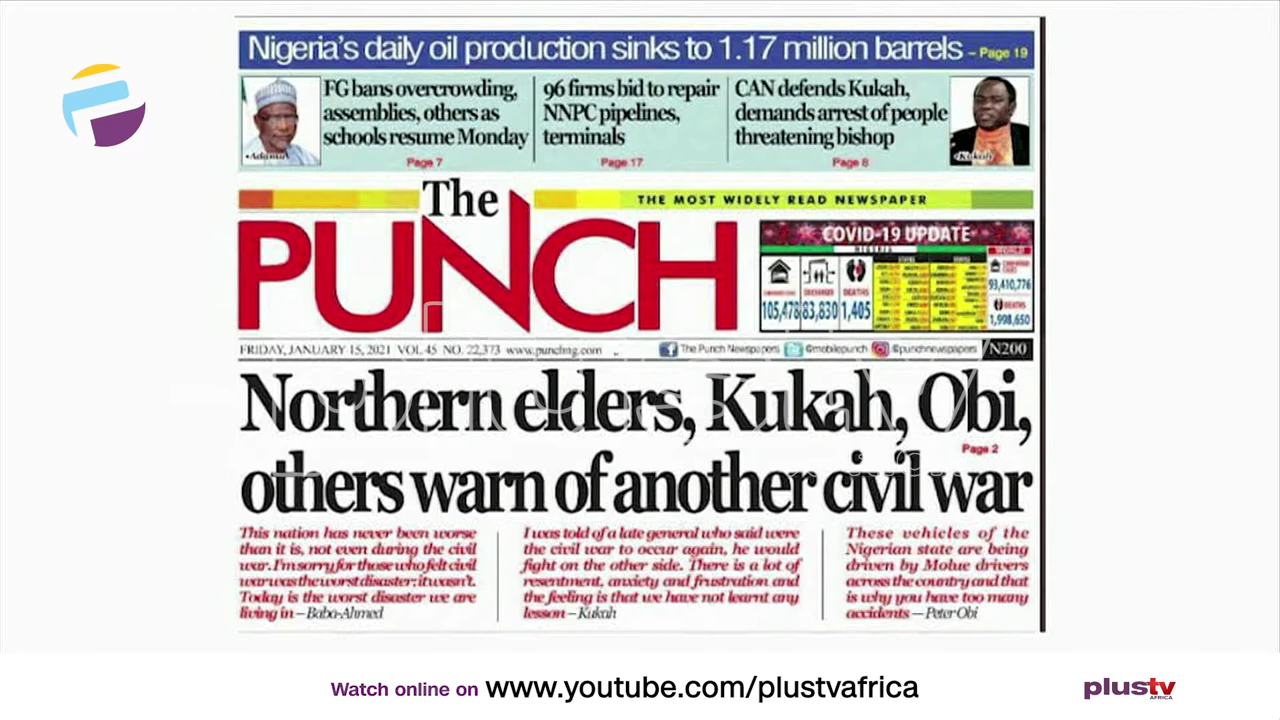 Nigeria's daily oil production sinks to 1.17 million barrels – Page 19
FG bans overcrowding,
assemblies, others as
schools resume Monday
Page 7
•Adamu
96 firms bid to repair
NNPC pipelines,
terminals
Page 17
CAN defends Kukah,
demands arrest of people
threatening bishop
Page 8
•Kukah
The
PUNCH
THE MOST WIDELY READ NEWSPAPER
COVID-19 UPDATE
NIGERIA
DEATHS
105,478
83,830
1,405
93,410,776
DEATHS
1,998,650
FRIDAY, JANUARY 15, 2021 VOL. 45 NO. 22,373 www.punchng.com
The Punch Newspapers @mobilepunch @punchnewspapers N200
Northern elders, Kukah, Obi,
Page 2
others warn of another civil war
This nation has never been worse
than it is, not even during the civil
war. I'm sorry for those who felt civil
war was the worst disaster; it wasn't.
Today is the worst disaster we are
living in – Baba-Ahmed
I was told of a late general who said were
the civil war to occur again, he would
fight on the other side. There is a lot of
resentment, anxiety and frustration and
the feeling is that we have not learnt any
lesson – Kukah
These vehicles of the
Nigerian state are being
driven by Molue drivers
across the country and that
is why you have too many
accidents — Peter Obi
Watch online on www.youtube.com/plustvafrica
plustv
AFRICA